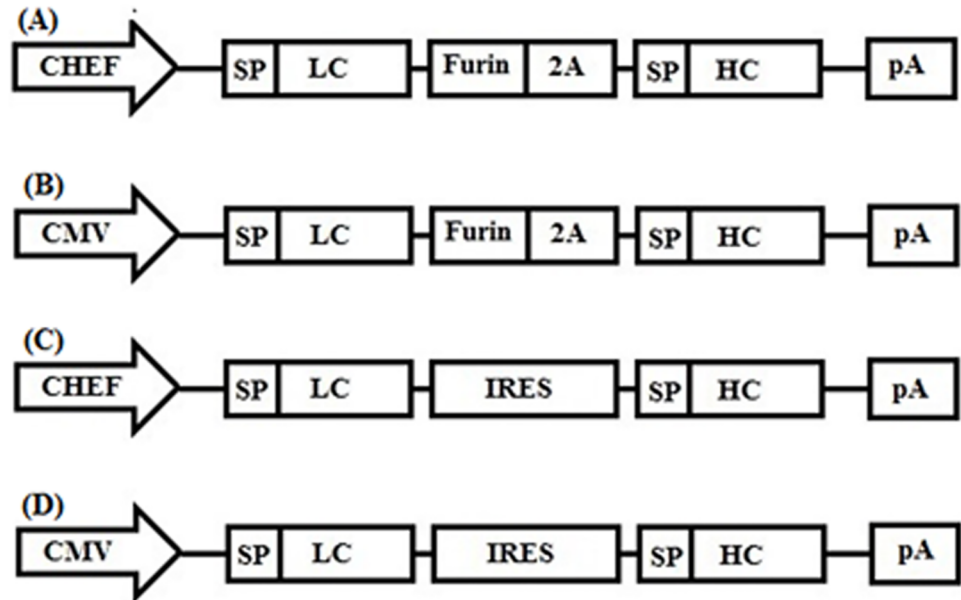 (A)
CHEF SP LC Furin 2A SP HC pA
(B)
CMV SP LC Furin 2A SP HC pA
(C)
CHEF SP LC IRES SP HC pA
(D)
CMV SP LC IRES SP HC pA